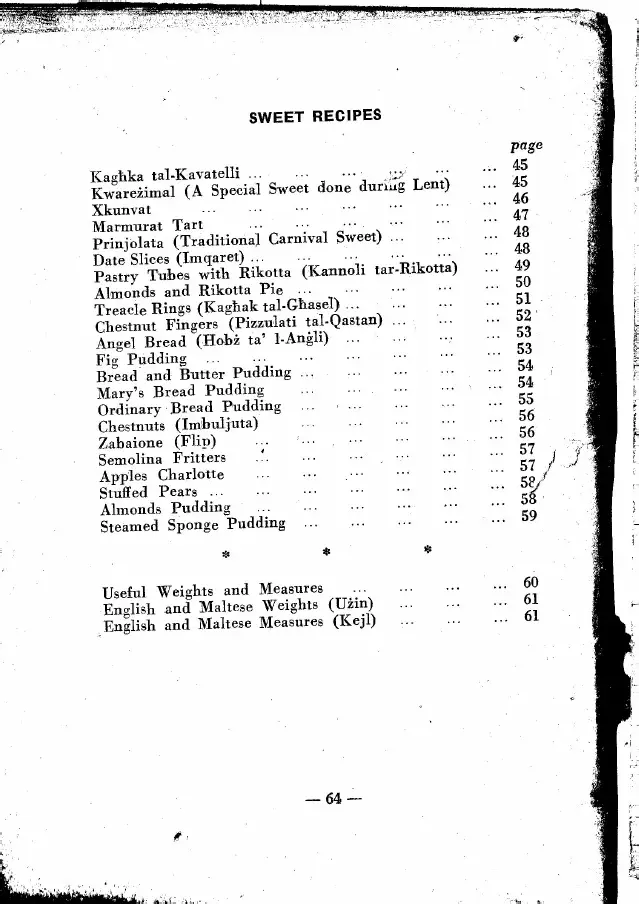 SWEET RECIPES
page
Kagħka tal-Kavatelli ... ... ... ... ... ... 45
Kwareżimal (A Special Sweet done during Lent) ... 45
Xkunvat ... ... ... ... ... ... ... 46
Marmurat Tart ... ... ... ... ... ... 47
Prinjolata (Traditional Carnival Sweet) ... ... ... 48
Date Slices (Imqaret) ... ... ... ... ... ... 48
Pastry Tubes with Rikotta (Kannoli tar-Rikotta) ... 49
Almonds and Rikotta Pie ... ... ... ... ... 50
Treacle Rings (Kagħak tal-Għasel) ... ... ... ... 51
Chestnut Fingers (Pizzulati tal-Qastan) ... ... ... ... 52
Angel Bread (Hobż ta' l-Anġli) ... ... ... ... 53
Fig Pudding ... ... ... ... ... ... ... 53
Bread and Butter Pudding ... ... ... ... ... 54
Mary's Bread Pudding ... ... ... ... ... 54
Ordinary Bread Pudding ... ... ... ... ... 55
Chestnuts (Imbuljuta) ... ... ... ... ... 56
Zabaione (Flip) ... ... ... ... ... ... 56
Semolina Fritters ... ... ... ... ... ... 57
Apples Charlotte ... ... ... ... ... ... 57
Stuffed Pears ... ... ... ... ... ... ... 58
Almonds Pudding ... ... ... ... ... ... 58
Steamed Sponge Pudding ... ... ... ... ... 59
* * *
Useful Weights and Measures ... ... ... ... 60
English and Maltese Weights (Użin) ... ... ... 61
English and Maltese Measures (Kejl) ... ... ... 61
— 64 —